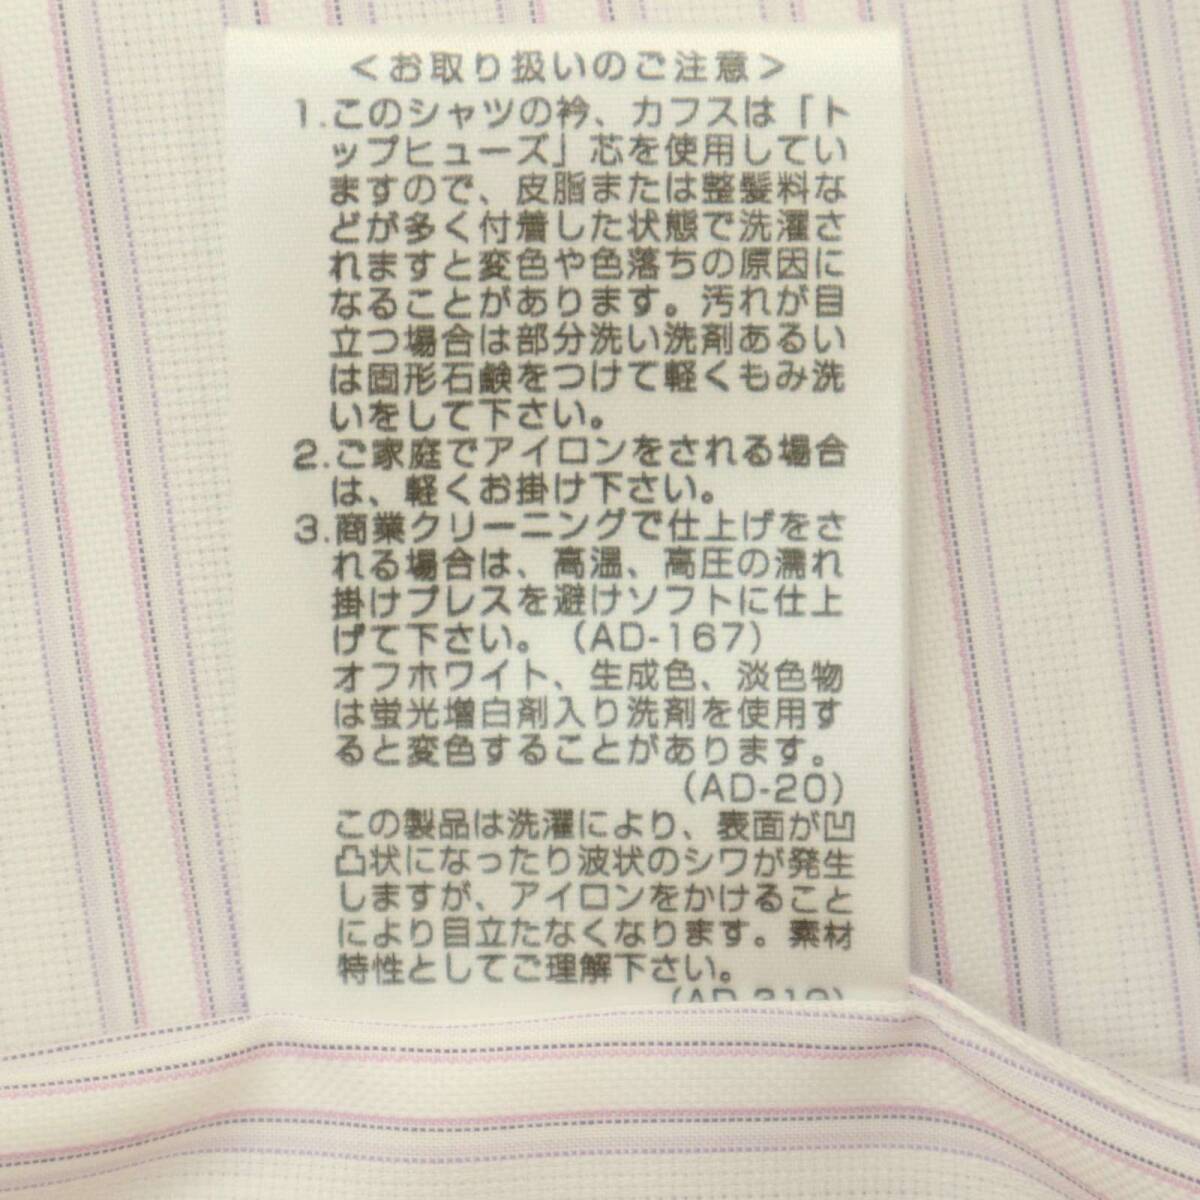 ＜お取り扱いのご注意＞
1.このシャツの衿、カフスは「ト
ップヒューズ」芯を使用してい
ますので、皮脂または整髪料な
どが多く付着した状態で洗濯さ
れますと変色や色落ちの原因に
なることがあります。汚れが目
立つ場合は部分洗い洗剤あるい
は固形石鹸をつけて軽くもみ洗
いをして下さい。
2.ご家庭でアイロンをされる場合
は、軽くお掛け下さい。
3.商業クリーニングで仕上げをさ
れる場合は、高温、高圧の濡れ
掛けプレスを避けソフトに仕上
げて下さい。（AD-167）
オフホワイト、生成色、淡色物
は蛍光増白剤入り洗剤を使用す
ると変色することがあります。
（AD-20）
この製品は洗濯により、表面が凹
凸状になったり波状のシワが発生
しますが、アイロンをかけること
により目立たなくなります。素材
特性としてご理解下さい。